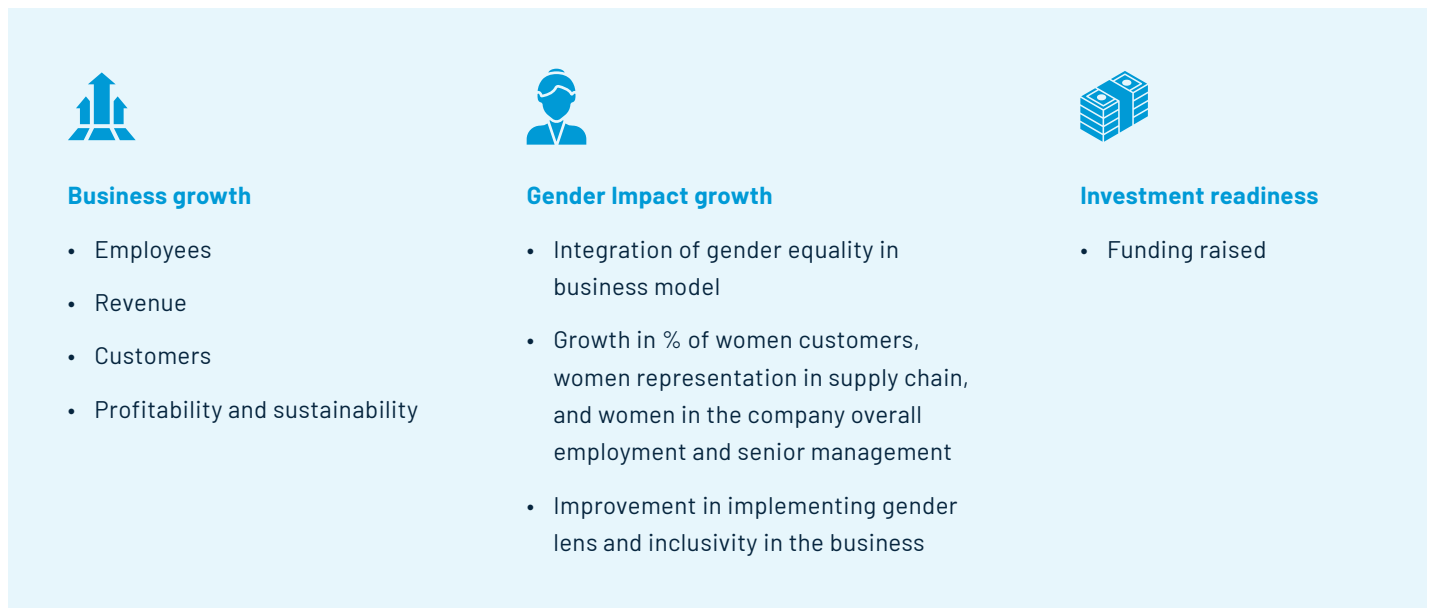 Business growth
• Employees
• Revenue
• Customers
• Profitability and sustainability
Gender Impact growth
• Integration of gender equality in
business model
• Growth in % of women customers,
women representation in supply chain,
and women in the company overall
employment and senior management
• Improvement in implementing gender
lens and inclusivity in the business
Investment readiness
• Funding raised